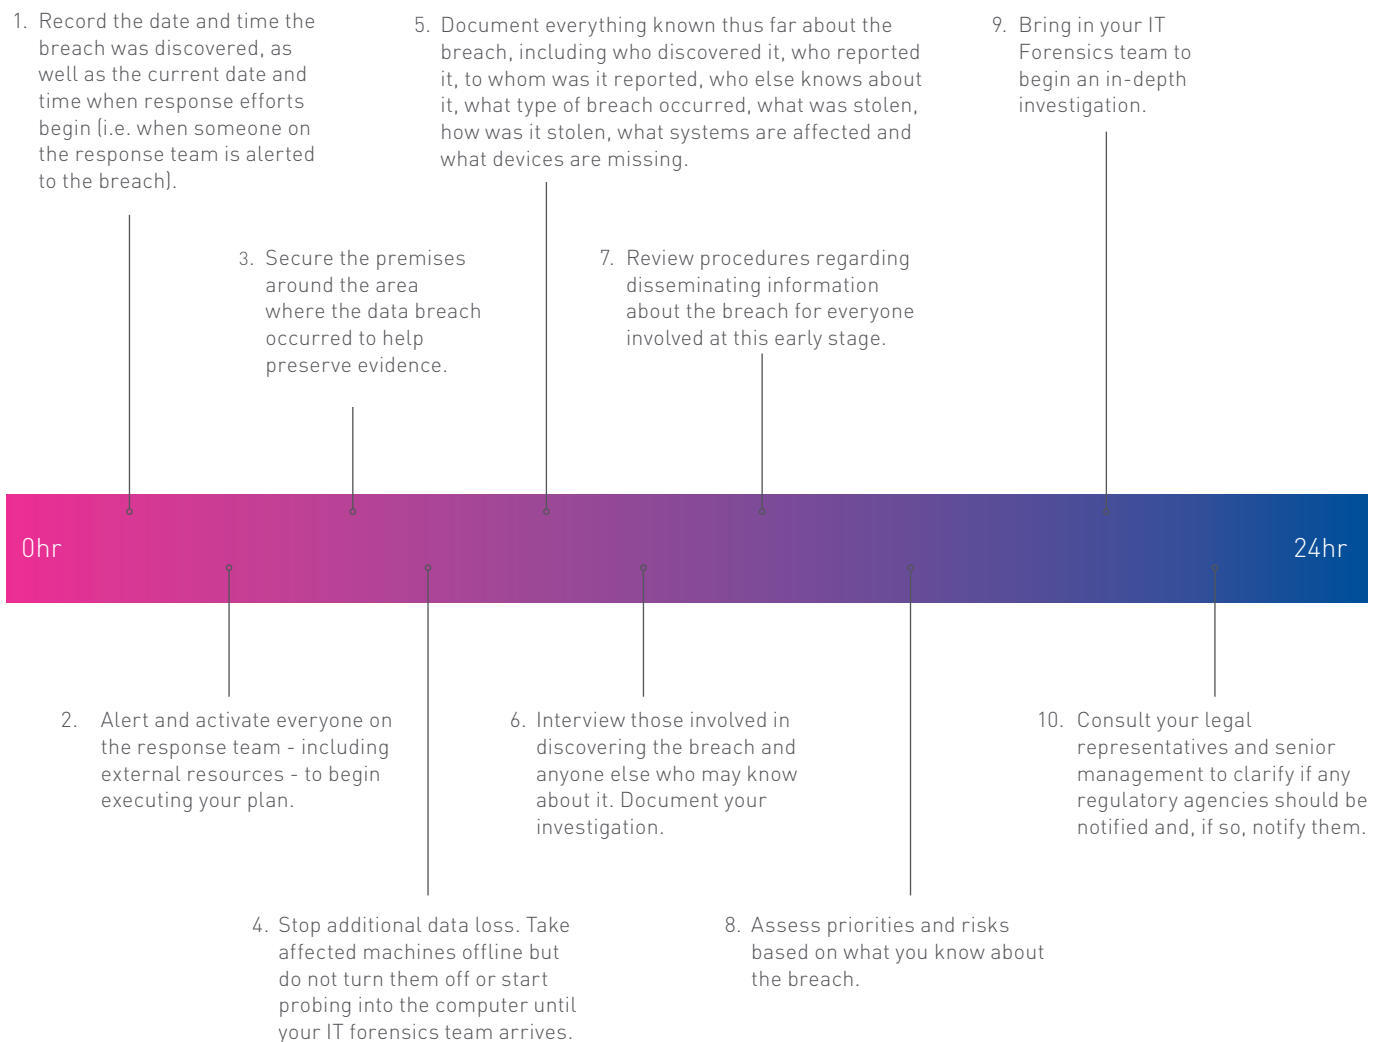 1. Record the date and time the
breach was discovered, as
well as the current date and
time when response efforts
begin (i.e. when someone on
the response team is alerted
to the breach).
5. Document everything known thus far about the
breach, including who discovered it, who reported
it, to whom was it reported, who else knows about
it, what type of breach occurred, what was stolen,
how was it stolen, what systems are affected and
what devices are missing.
9. Bring in your IT
Forensics team to
begin an in-depth
investigation.
3. Secure the premises
around the area
where the data breach
occurred to help
preserve evidence.
7. Review procedures regarding
disseminating information
about the breach for everyone
involved at this early stage.
0hr
24hr
2. Alert and activate everyone on
the response team - including
external resources - to begin
executing your plan.
6. Interview those involved in
discovering the breach and
anyone else who may know
about it. Document your
investigation.
10. Consult your legal
representatives and senior
management to clarify if any
regulatory agencies should be
notified and, if so, notify them.
4. Stop additional data loss. Take
affected machines offline but
do not turn them off or start
probing into the computer until
your IT forensics team arrives.
8. Assess priorities and risks
based on what you know about
the breach.